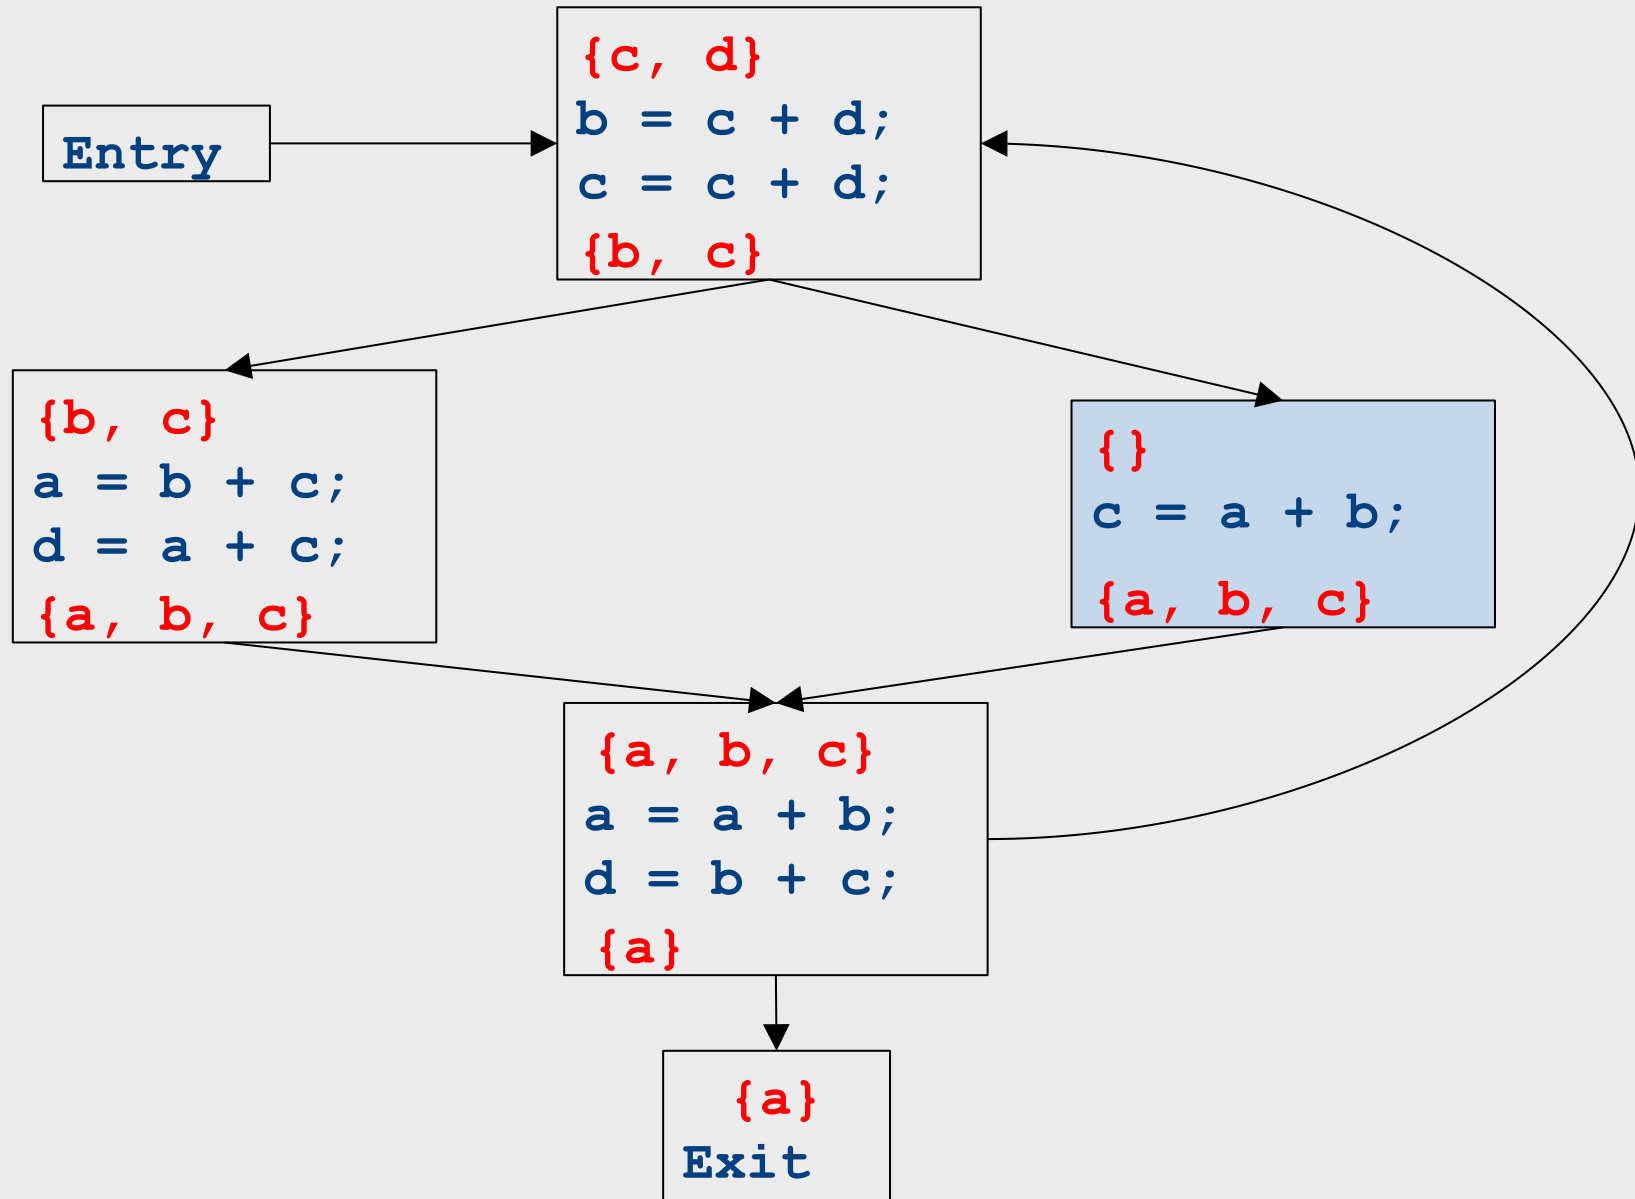 {c, d}
b = c + d;
c = c + d;
{b, c}
Entry
{b, c}
a = b + c;
d = a + c;
{a, b, c}
{}
c = a + b;
{a, b, c}
{a, b, c}
a = a + b;
d = b + c;
{a}
{a}
Exit